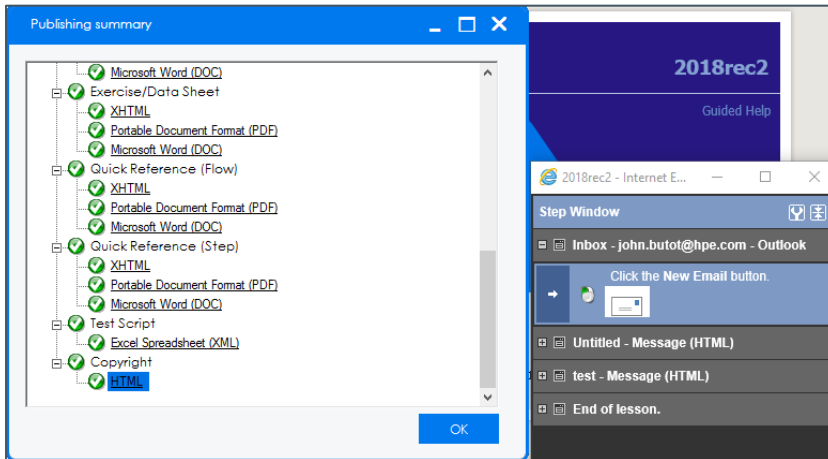 Publishing summary
Microsoft Word (DOC)
Exercise/Data Sheet
XHTML
Portable Document Format (PDF)
Microsoft Word (DOC)
Quick Reference (Flow)
XHTML
Portable Document Format (PDF)
Microsoft Word (DOC)
Quick Reference (Step)
XHTML
Portable Document Format (PDF)
Microsoft Word (DOC)
Test Script
Excel Spreadsheet (XML)
Copyright
HTML
OK
2018rec2
Guided Help
2018rec2 - Internet E...
Step Window
Inbox - john.butot@hpe.com - Outlook
Click the New Email button.
Untitled - Message (HTML)
test - Message (HTML)
End of lesson.